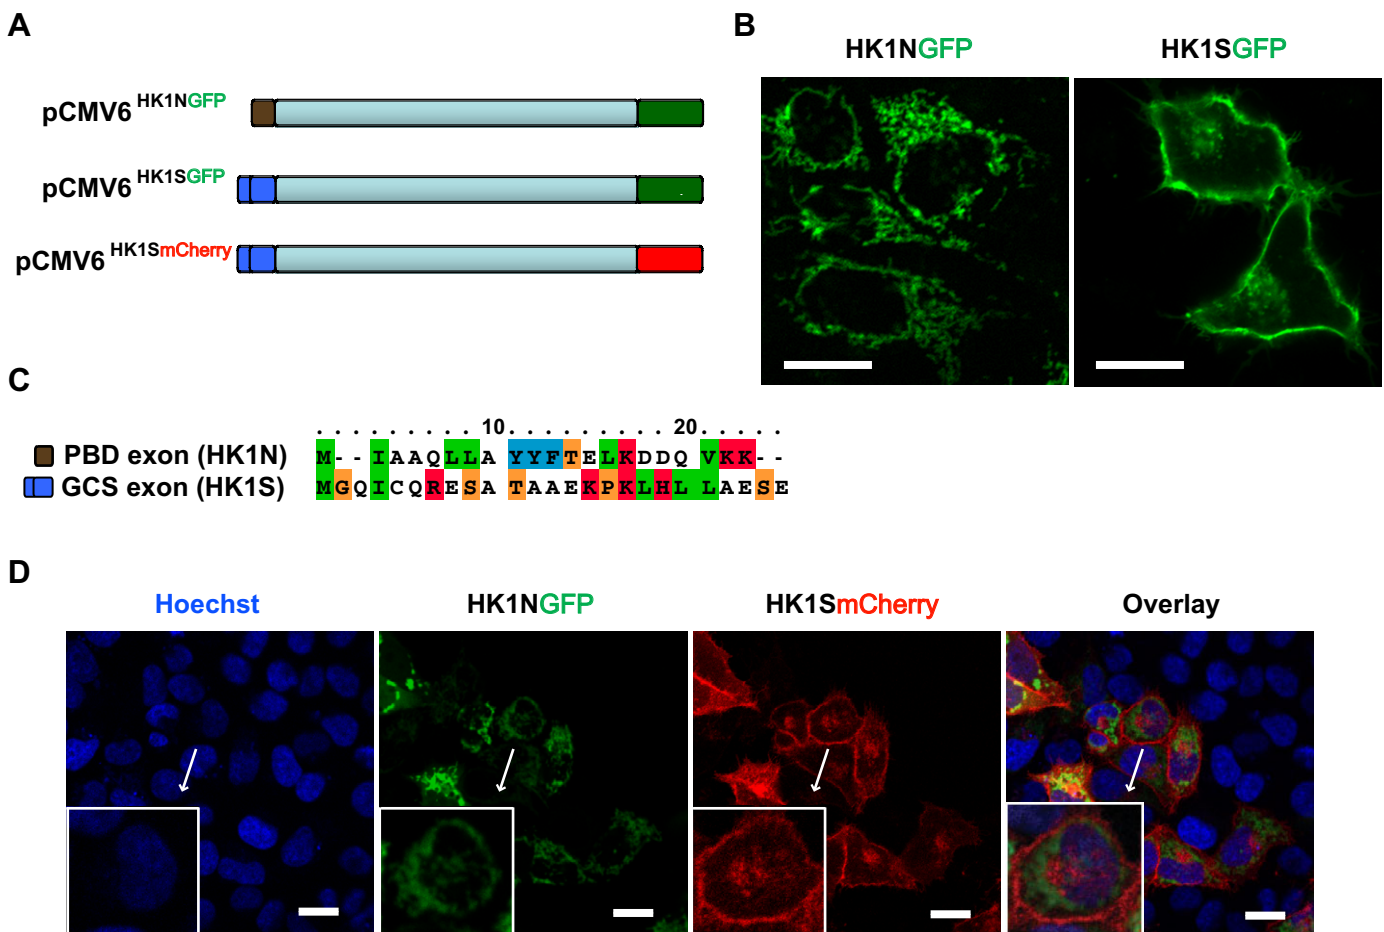 A
pCMV6 HK1NGFP
pCMV6 HK1SGFP
pCMV6 HK1SmCherry
B
HK1NGFP
HK1SGFP
C
. . . . . . . . . 10 . . . . . . . . . 20 . . . . .
PBD exon (HK1N) M--IAAQLLA YYFTELKDDQ VKK--
GCS exon (HK1S) MGQICQRESA TAAEKPKLHL LAESE
D
Hoechst
HK1NGFP
HK1SmCherry
Overlay